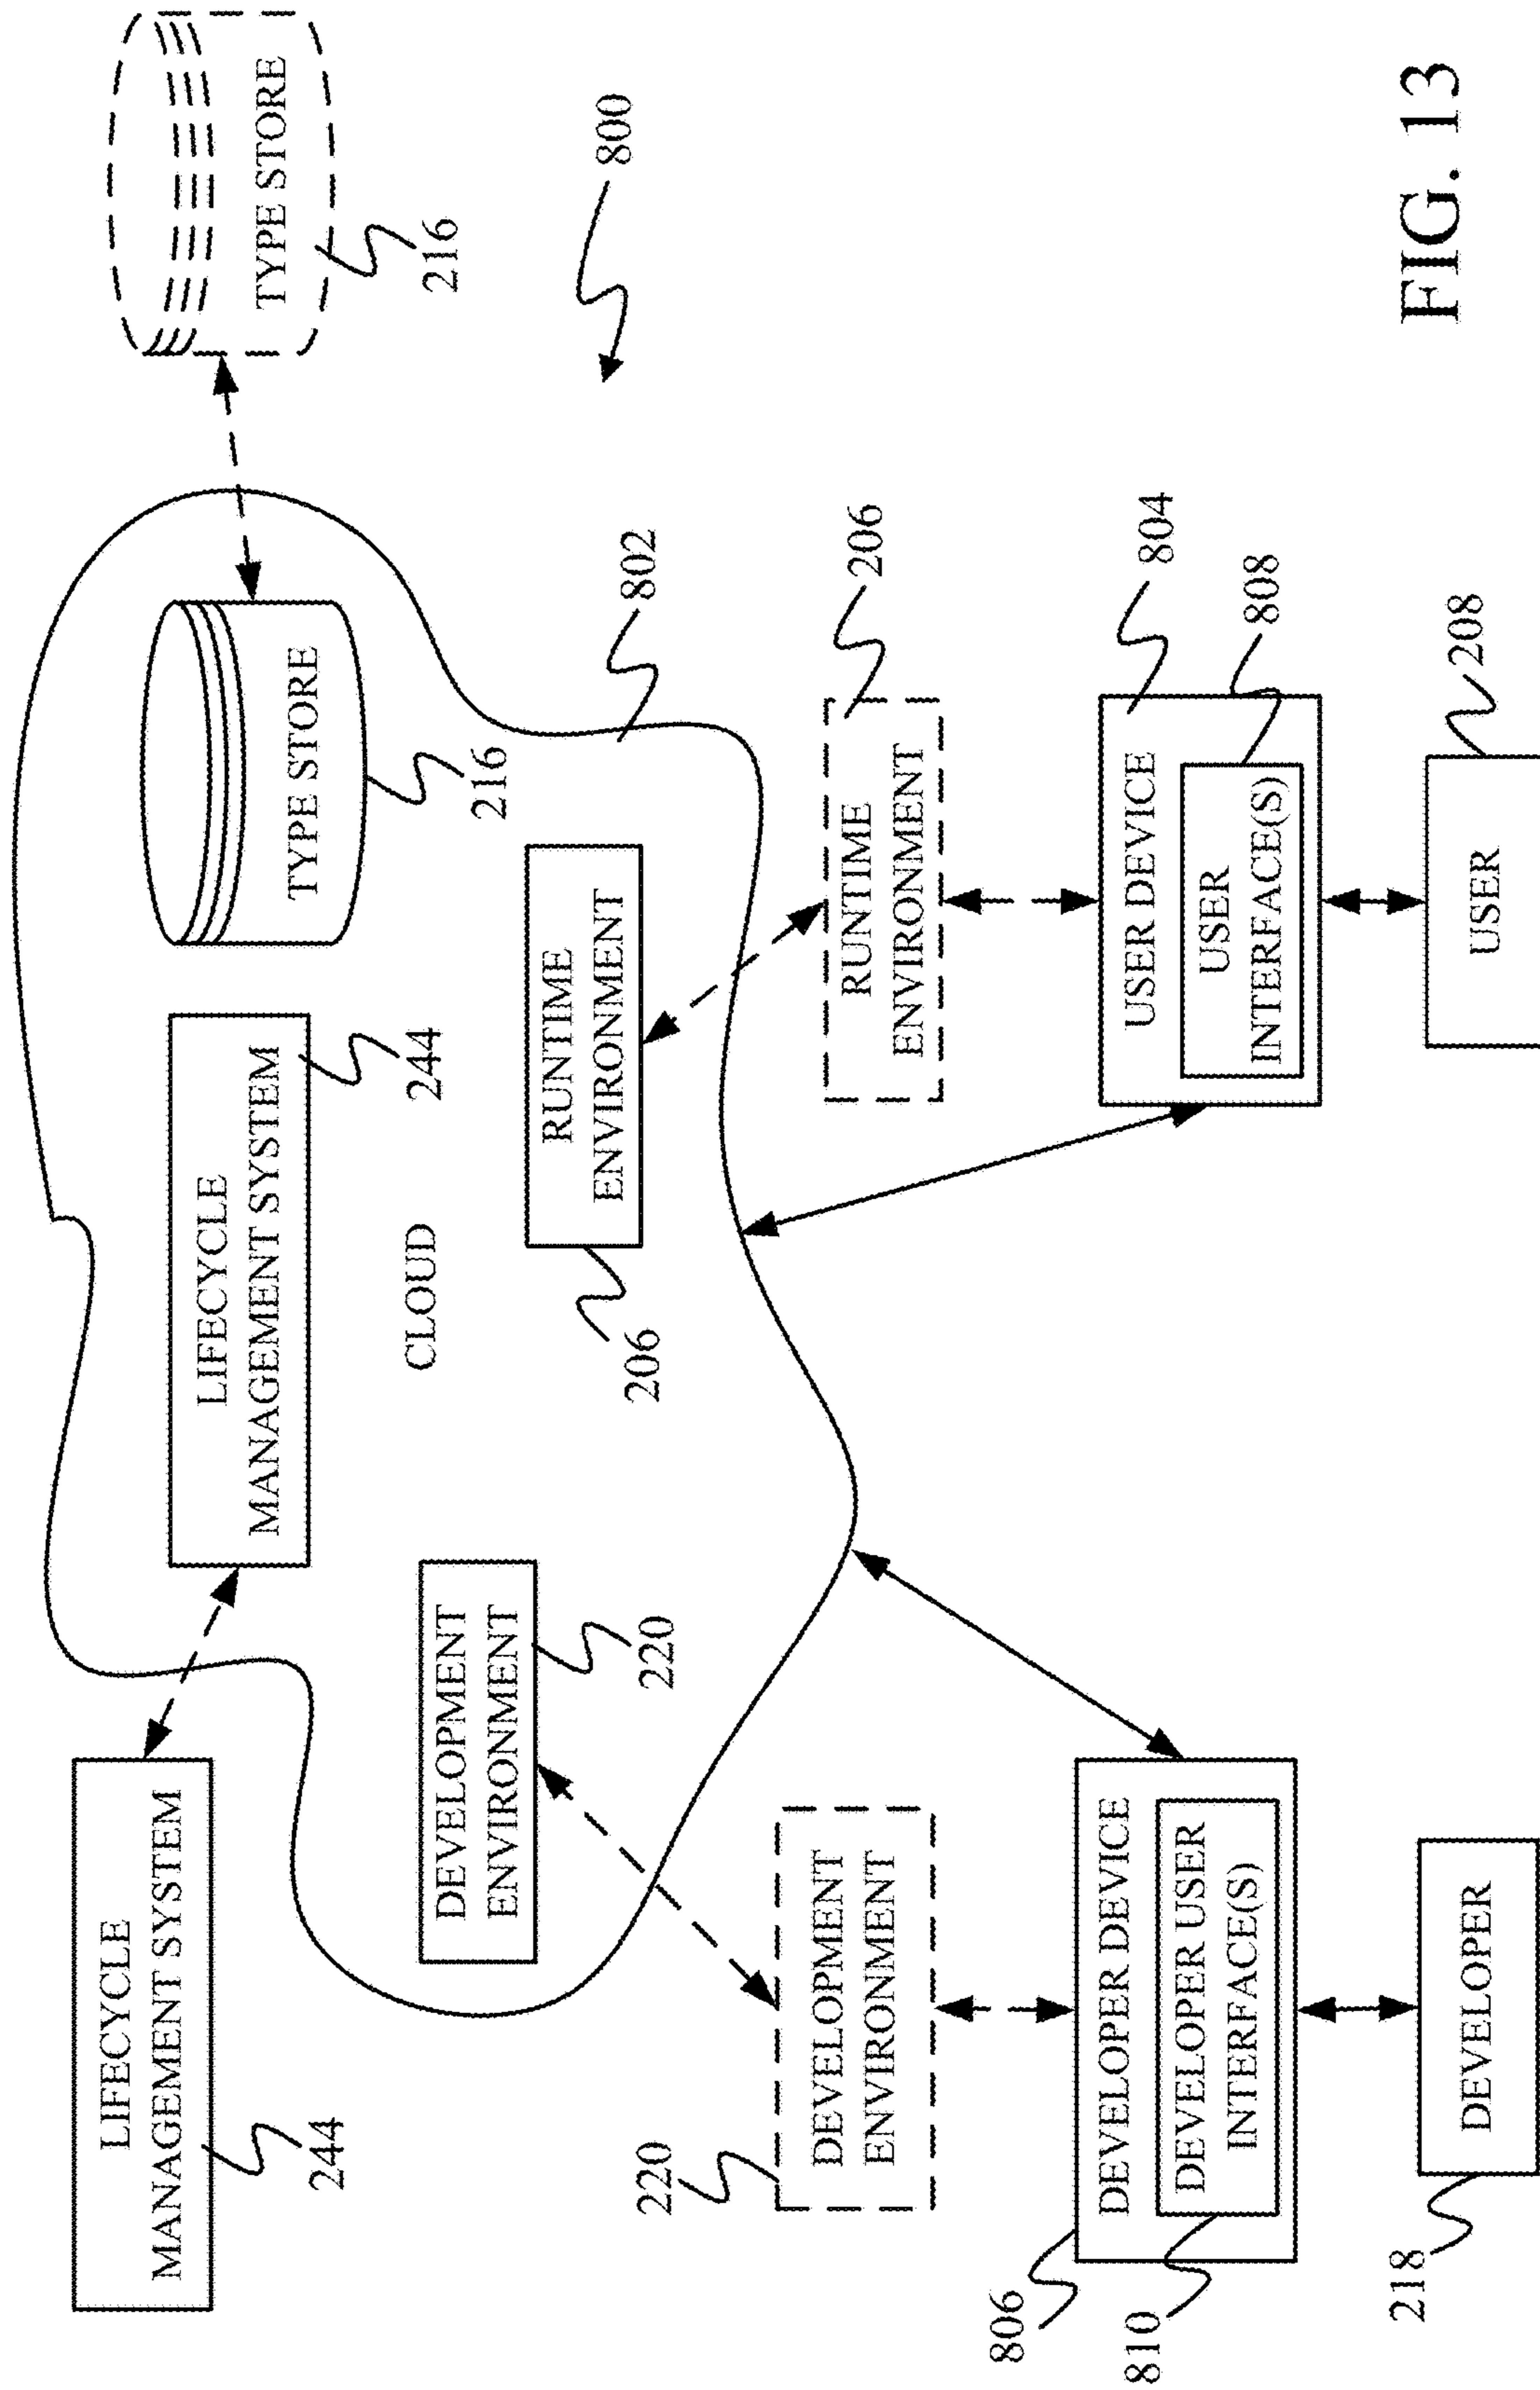 LIFECYCLE
MANAGEMENT SYSTEM
244
LIFECYCLE
MANAGEMENT SYSTEM
244
TYPE STORE
216
TYPE STORE
216
CLOUD
800
DEVELOPMENT
ENVIRONMENT
220
RUNTIME
ENVIRONMENT
206
802
220
DEVELOPMENT
ENVIRONMENT
RUNTIME
ENVIRONMENT
206
806
DEVELOPER DEVICE
810
DEVELOPER USER
INTERFACE(S)
USER DEVICE
804
USER
INTERFACE(S)
808
218
DEVELOPER
USER
208
FIG. 13